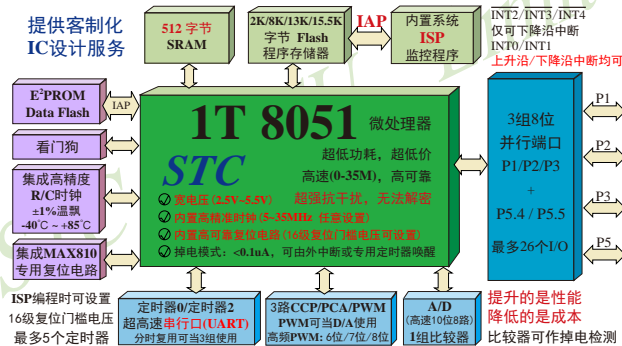 提供客制化
IC设计服务
512 字节
SRAM
2K/8K/13K/15.5K
字节 Flash
程序存储器
IAP
内置系统
ISP
监控程序
INT2/INT3/INT4
仅可下降沿中断
INT0/INT1
上升沿/下降沿中断均可
E²PROM
Data Flash
IAP
看门狗
集成高精度
R/C时钟
±1%温飘
-40℃ ~ +85℃
集成MAX810
专用复位电路
1T 8051 微处理器
STC
超低功耗，超低价
高速(0-35M)，高可靠
超强抗干扰，无法解密
宽电压(2.5V~5.5V)
内置高精准时钟(5~35MHz 任意设置)
内置高可靠复位电路(16级复位门槛电压可设置)
掉电模式：<0.1uA，可由外中断或专用定时器唤醒
3组8位
并行端口
P1/P2/P3
+
P5.4 / P5.5
最多26个I/O
P1
P2
P3
P5
ISP编程时可设置
16级复位门槛电压
最多5个定时器
定时器0/定时器2
超高速串行口(UART)
分时复用可当3组使用
3路CCP/PCA/PWM
PWM可当D/A使用
高频PWM: 6位/7位/8位
A/D
(高速10位8路)
1组比较器
提升的是性能
降低的是成本
比较器可作掉电检测